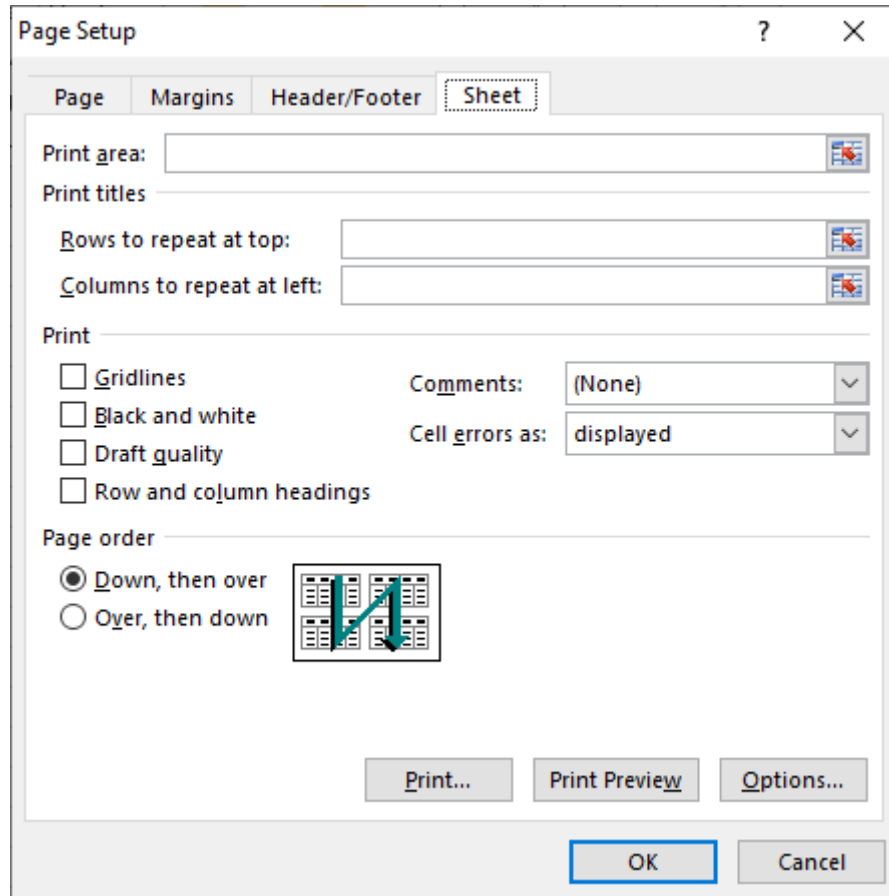 Page Setup ?
Page Margins Header/Footer Sheet
Print area:
Print titles
Rows to repeat at top:
Columns to repeat at left:
Print
Gridlines
Comments: (None)
Black and white
Cell errors as: displayed
Draft quality
Row and column headings
Page order
Down, then over
Over, then down
Print... Print Preview Options...
OK Cancel